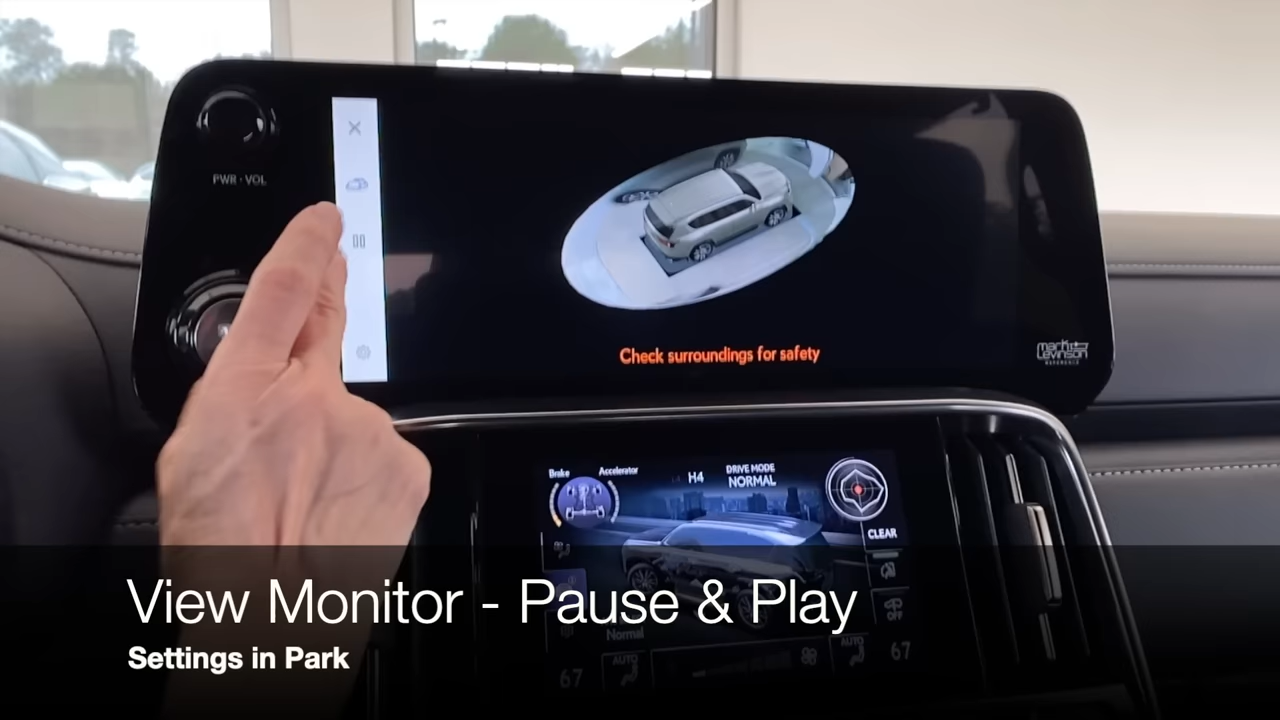 PWR·VOL
Check surroundings for safety
mark
levinson
Brake
Accelerator
H4
DRIVE MODE
NORMAL
CLEAR
OFF
View Monitor - Pause & Play
Normal
Settings in Park
67
AUTO
AUTO
67